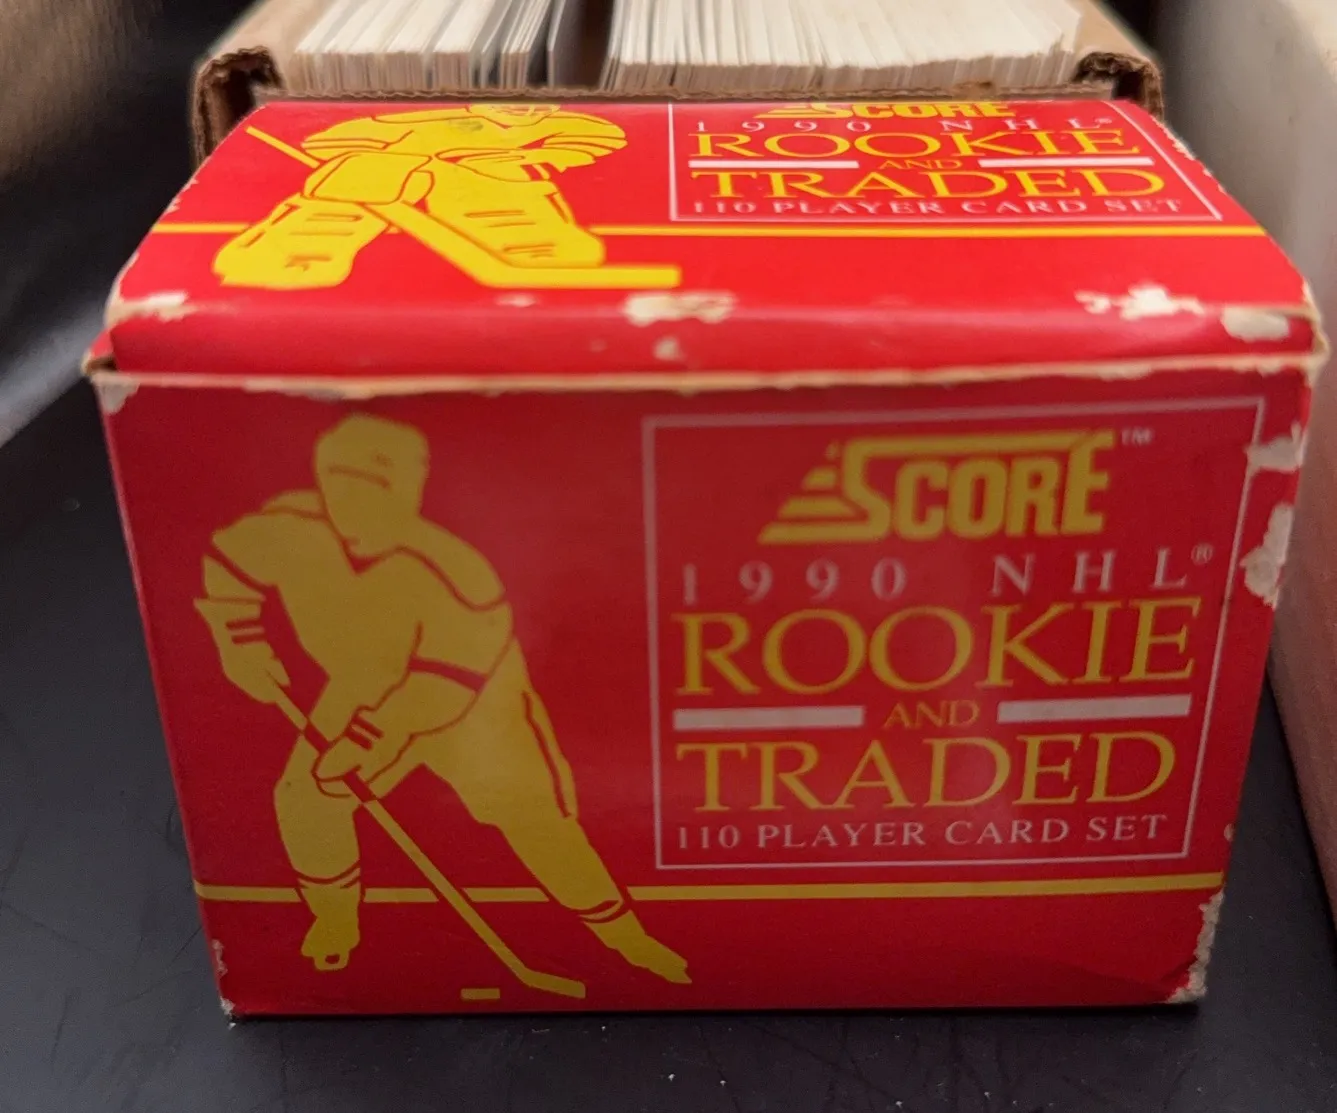 SCORE
1990 NHL®
ROOKIE
AND
TRADED
110 PLAYER CARD SET
SCORE™
1990 NHL®
ROOKIE
AND
TRADED
110 PLAYER CARD SET